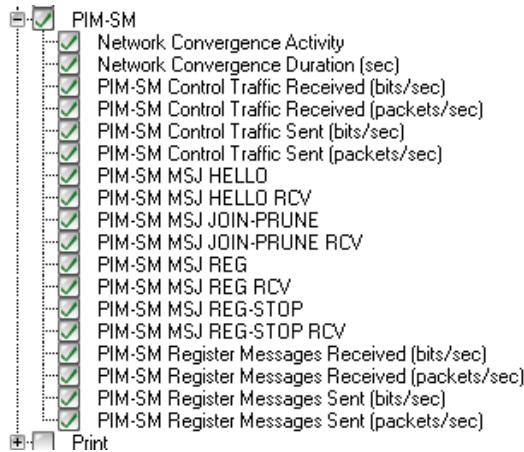 PIM-SM
Network Convergence Activity
Network Convergence Duration (sec)
PIM-SM Control Traffic Received (bits/sec)
PIM-SM Control Traffic Received (packets/sec)
PIM-SM Control Traffic Sent (bits/sec)
PIM-SM Control Traffic Sent (packets/sec)
PIM-SM MSJ HELLO
PIM-SM MSJ HELLO RCV
PIM-SM MSJ JOIN-PRUNE
PIM-SM MSJ JOIN-PRUNE RCV
PIM-SM MSJ REG
PIM-SM MSJ REG RCV
PIM-SM MSJ REG-STOP
PIM-SM MSJ REG-STOP RCV
PIM-SM Register Messages Received (bits/sec)
PIM-SM Register Messages Received (packets/sec)
PIM-SM Register Messages Sent (bits/sec)
PIM-SM Register Messages Sent (packets/sec)
Print